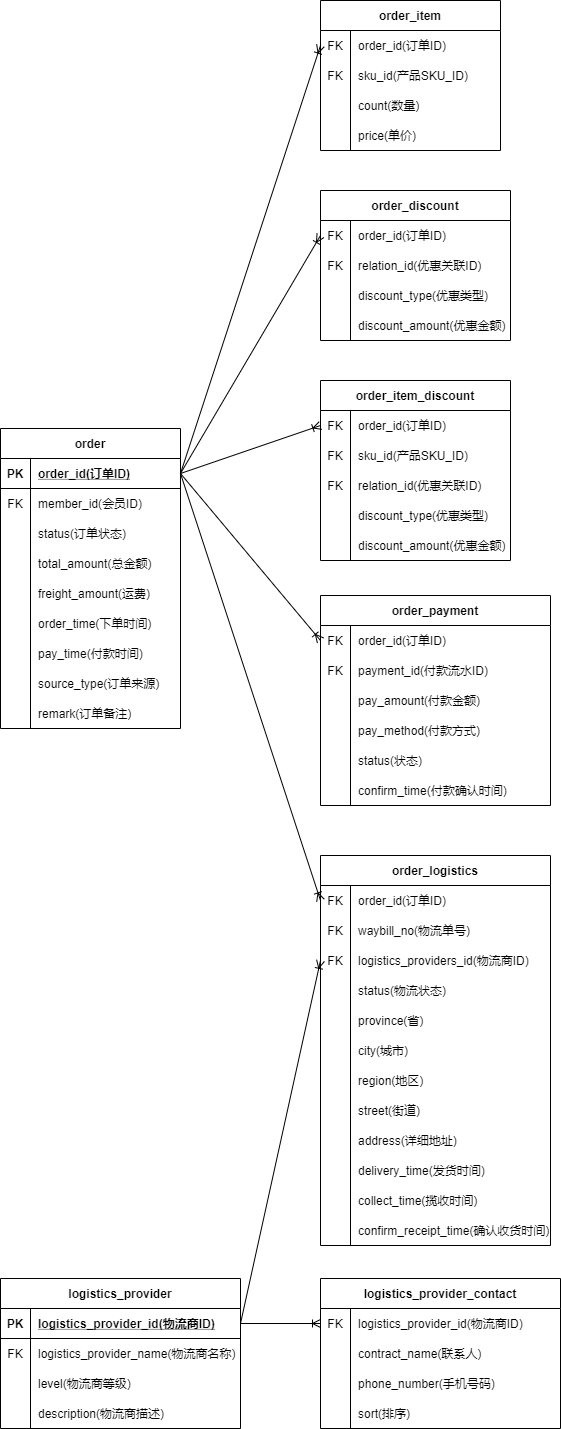 order_item
FK order_id(订单ID)
FK sku_id(产品SKU_ID)
count(数量)
price(单价)
order_discount
FK order_id(订单ID)
FK relation_id(优惠关联ID)
discount_type(优惠类型)
discount_amount(优惠金额)
order_item_discount
FK order_id(订单ID)
FK sku_id(产品SKU_ID)
FK relation_id(优惠关联ID)
discount_type(优惠类型)
discount_amount(优惠金额)
order
PK order_id(订单ID)
FK member_id(会员ID)
status(订单状态)
total_amount(总金额)
freight_amount(运费)
order_time(下单时间)
pay_time(付款时间)
source_type(订单来源)
remark(订单备注)
order_payment
FK order_id(订单ID)
FK payment_id(付款流水ID)
pay_amount(付款金额)
pay_method(付款方式)
status(状态)
confirm_time(付款确认时间)
order_logistics
FK order_id(订单ID)
FK waybill_no(物流单号)
FK logistics_providers_id(物流商ID)
status(物流状态)
province(省)
city(城市)
region(地区)
street(街道)
address(详细地址)
delivery_time(发货时间)
collect_time(揽收时间)
confirm_receipt_time(确认收货时间)
logistics_provider
PK logistics_provider_id(物流商ID)
FK logistics_provider_name(物流商名称)
level(物流商等级)
description(物流商描述)
logistics_provider_contact
FK logistics_provider_id(物流商ID)
contract_name(联系人)
phone_number(手机号码)
sort(排序)